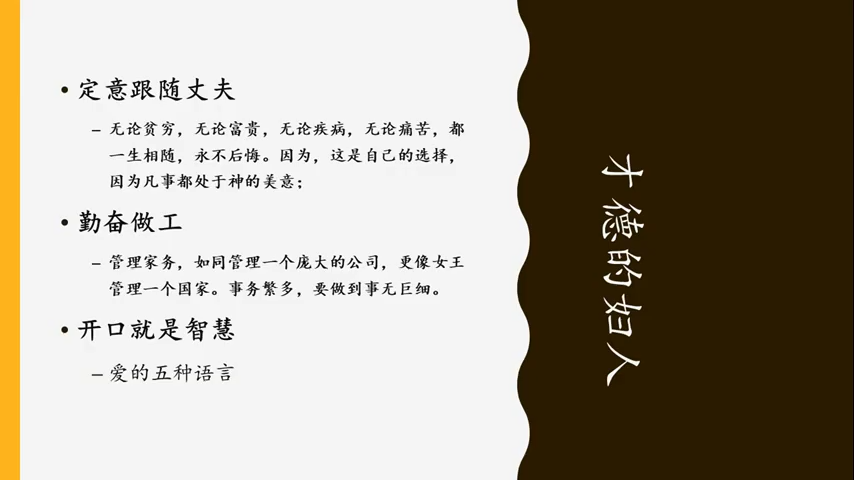 • 定意跟随丈夫
– 无论贫穷，无论富贵，无论疾病，无论痛苦，都
一生相随，永不后悔。因为，这是自己的选择，
因为凡事都处于神的美意；
• 勤奋做工
– 管理家务，如同管理一个庞大的公司，更像女王
管理一个国家。事务繁多，要做到事无巨细。
• 开口就是智慧
– 爱的五种语言
才德的妇人